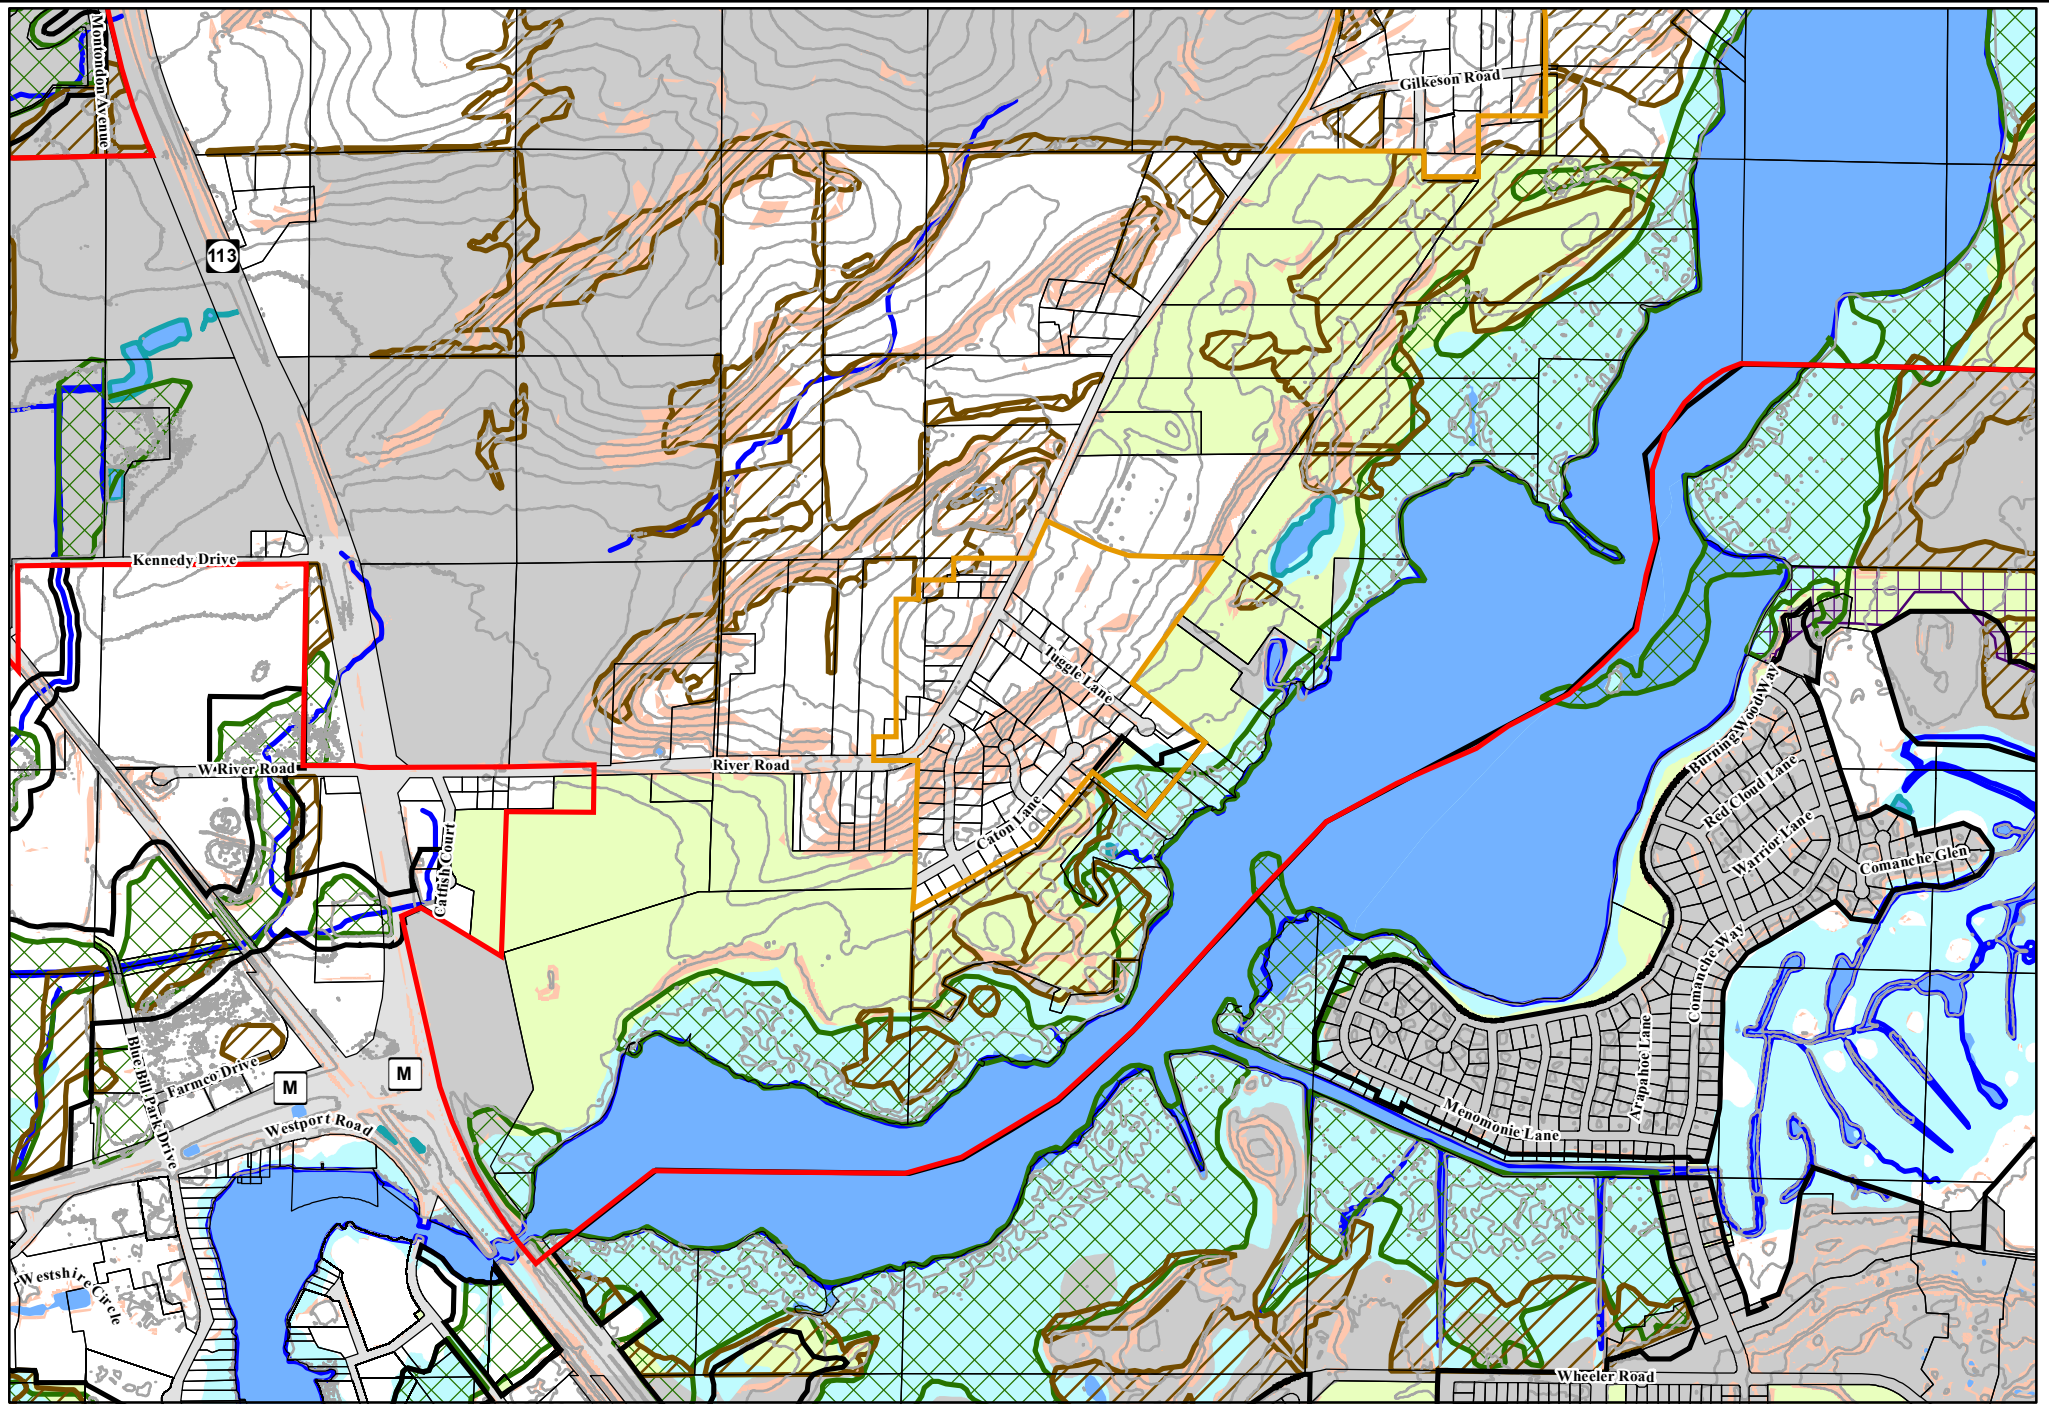 Monondon Avenue
Gilkeson Road
113
Kennedy Drive
Tuggle Lane
W River Road
River Road
Burning Wood Way
Red Cloud Lane
Warrior Lane
Comanche Glen
Catfish Court
Caton Lane
Comanche Way
Arapahoe Lane
Blue Bill Park Drive
Farmco Drive
M
M
Westport Road
Menomonie Lane
Westshire Circle
Wheeler Road